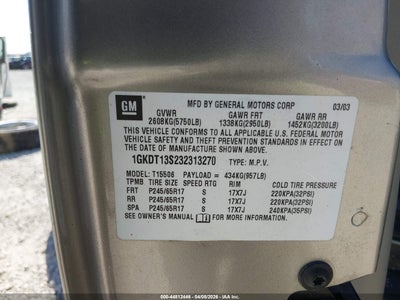 MFD BY GENERAL MOTORS CORP 03/03
GM
GVWR GAWR FRT GAWR RR
2608KG(5750LB) 1338KG(2950LB) 1452KG(3200LB)
THIS VEHICLE CONFORMS TO ALL APPLICABLE U.S. FEDERAL MOTOR
VEHICLE SAFETY AND THEFT PREVENTION STANDARDS IN EFFECT ON
THE DATE OF MANUFACTURE SHOWN ABOVE.
1GKDT13S232313270 TYPE: M.P.V.
MODEL: T15506 PAYLOAD = 434KG(957LB)
TIRE SIZE SPEED RTG RIM COLD TIRE PRESSURE
FRT P245/65R17 S 17X7J 220KPA(32PSI)
RR P245/65R17 S 17X7J 220KPA(32PSI)
SPA P245/65R17 S 17X7J 240KPA(35PSI)
SEE OWNER'S MANUAL FOR MORE INFORMATION.